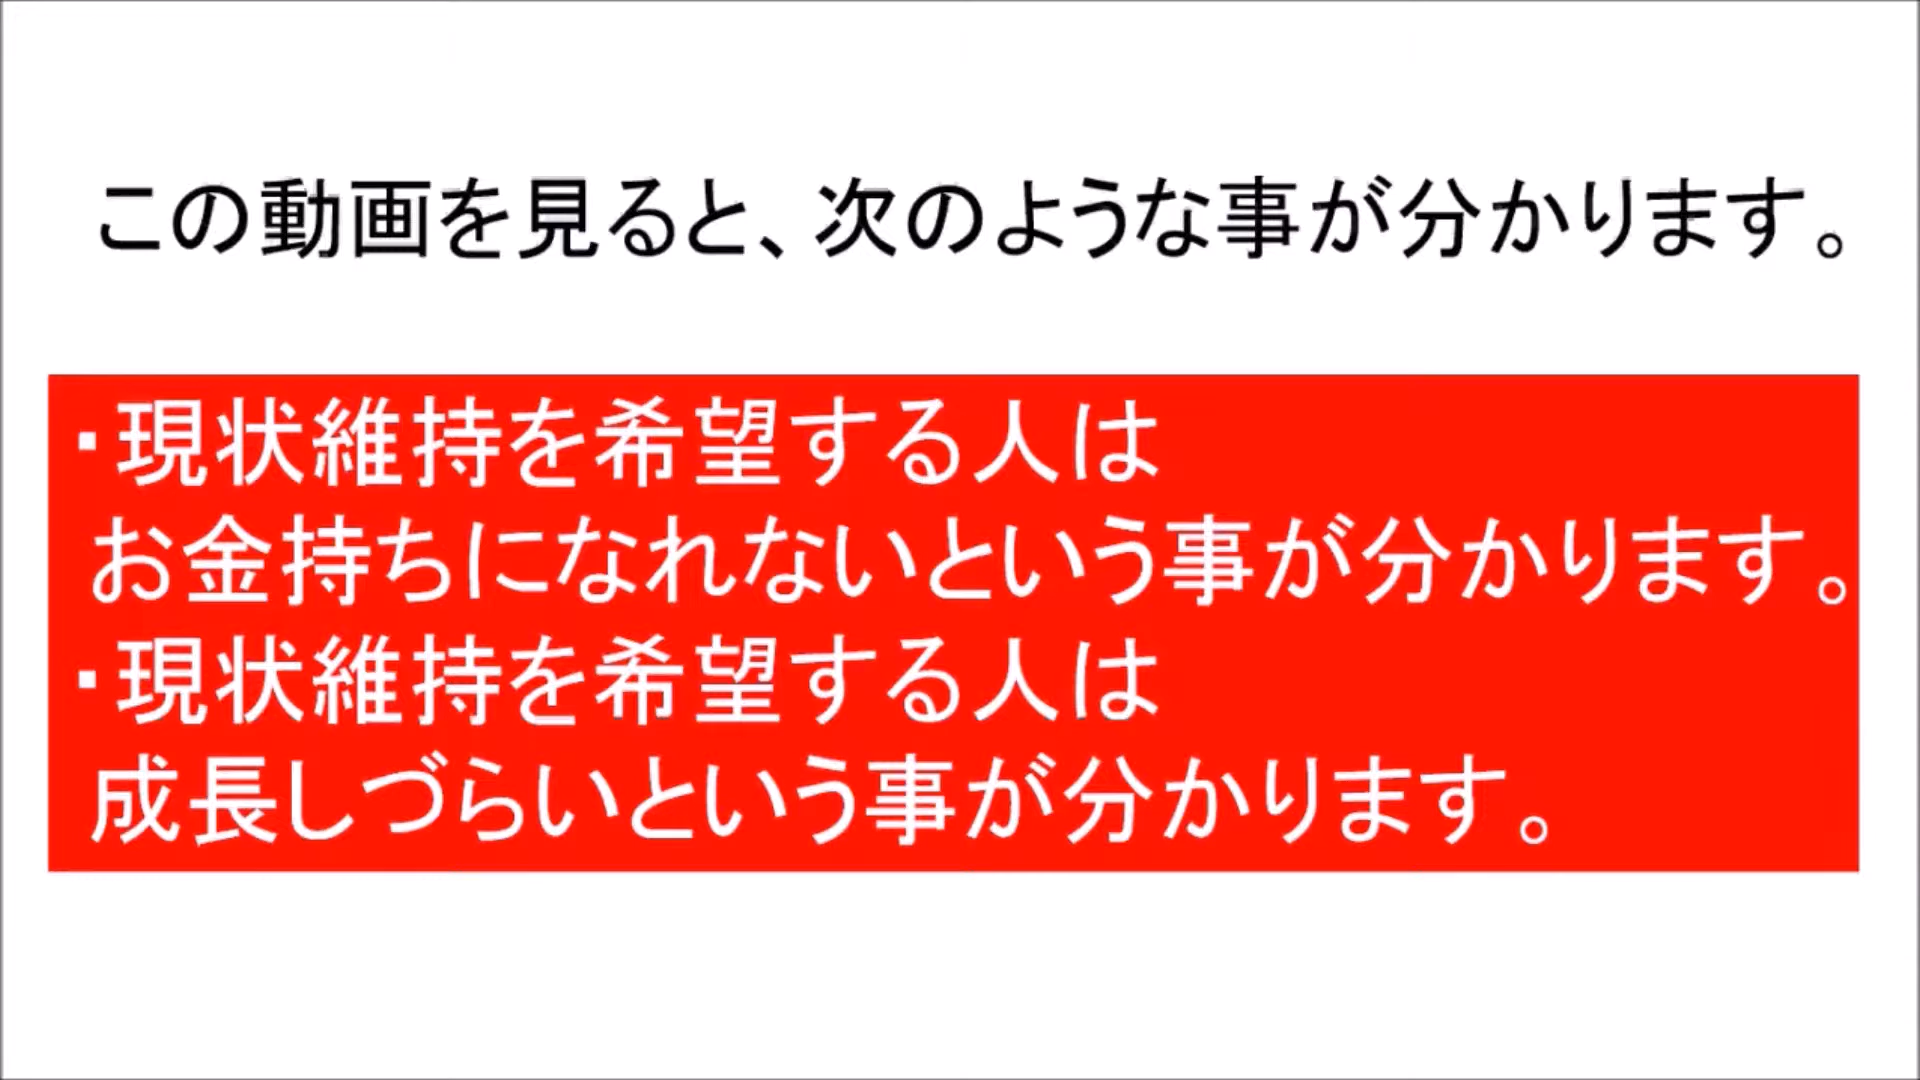 この動画を見ると、次のような事が分かります。
・現状維持を希望する人は
お金持ちになれないという事が分かります。
・現状維持を希望する人は
成長しづらいという事が分かります。